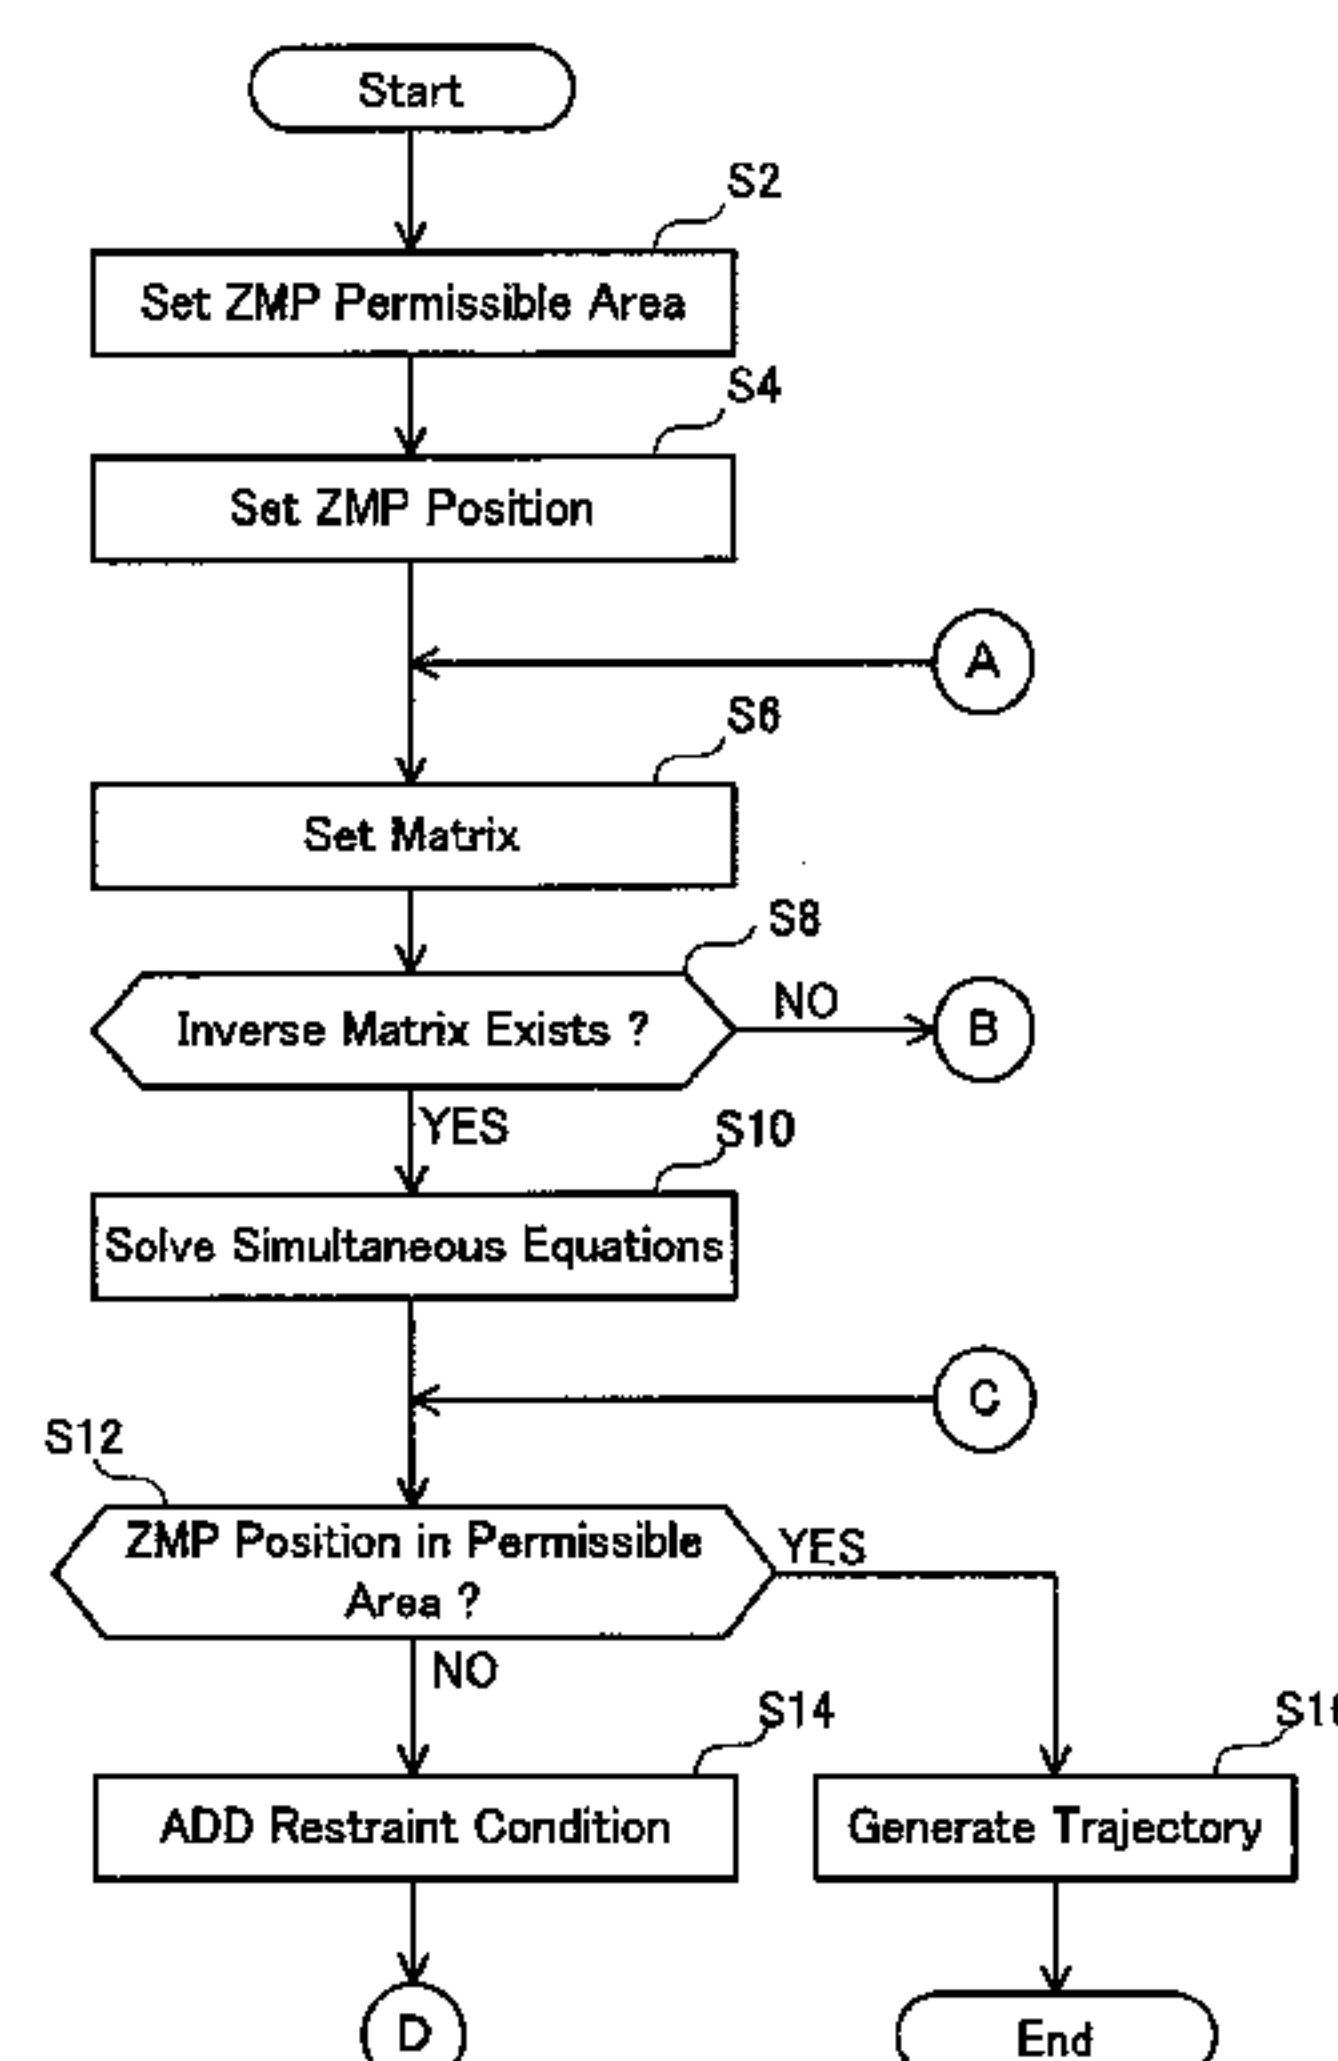 Start
S2
Set ZMP Permissible Area
S4
Set ZMP Position
A
S6
Set Matrix
S8
Inverse Matrix Exists ?
NO
B
YES
S10
Solve Simultaneous Equations
C
S12
ZMP Position in Permissible
Area ?
YES
NO
S14
ADD Restraint Condition
Generate Trajectory
D
End